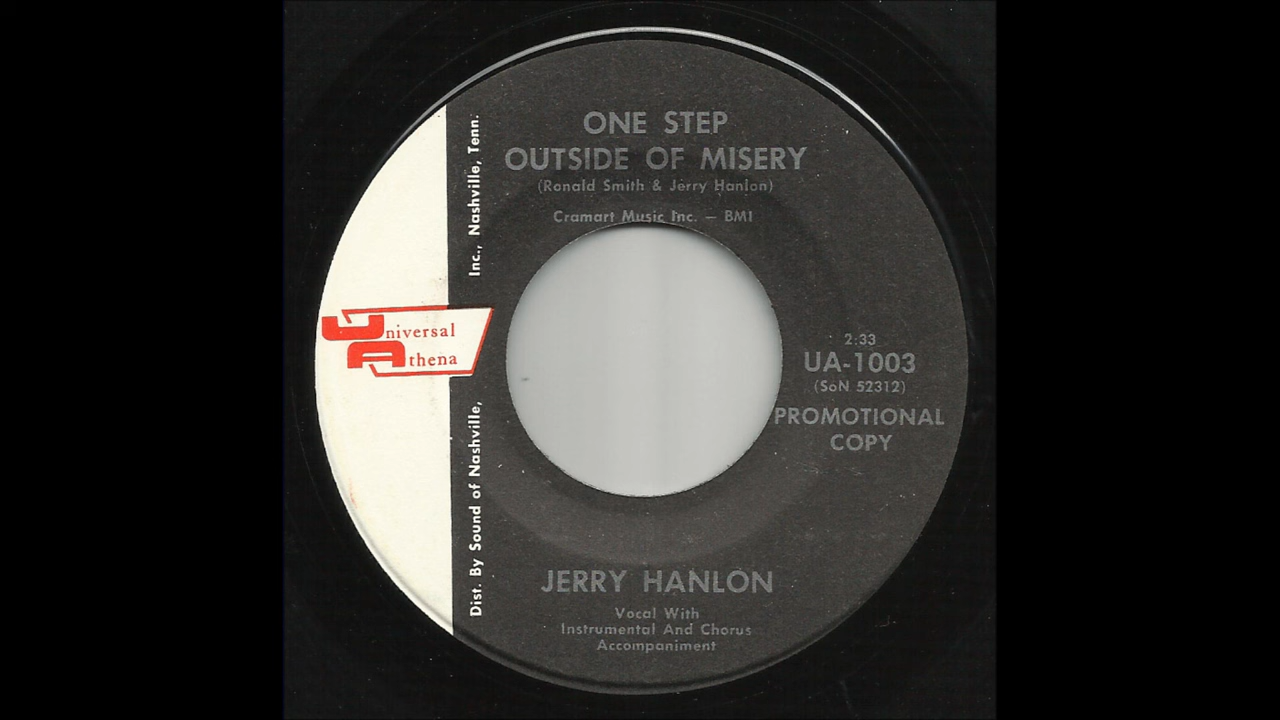 ONE STEP
OUTSIDE OF MISERY
(Ronald Smith & Jerry Hanlon)
Cramart Music Inc. – BMI
Dist. By Sound of Nashville, Inc., Nashville, Tenn.
Universal
Athena
2:33
UA-1003
(SoN 52312)
PROMOTIONAL
COPY
JERRY HANLON
Vocal With
Instrumental And Chorus
Accompaniment